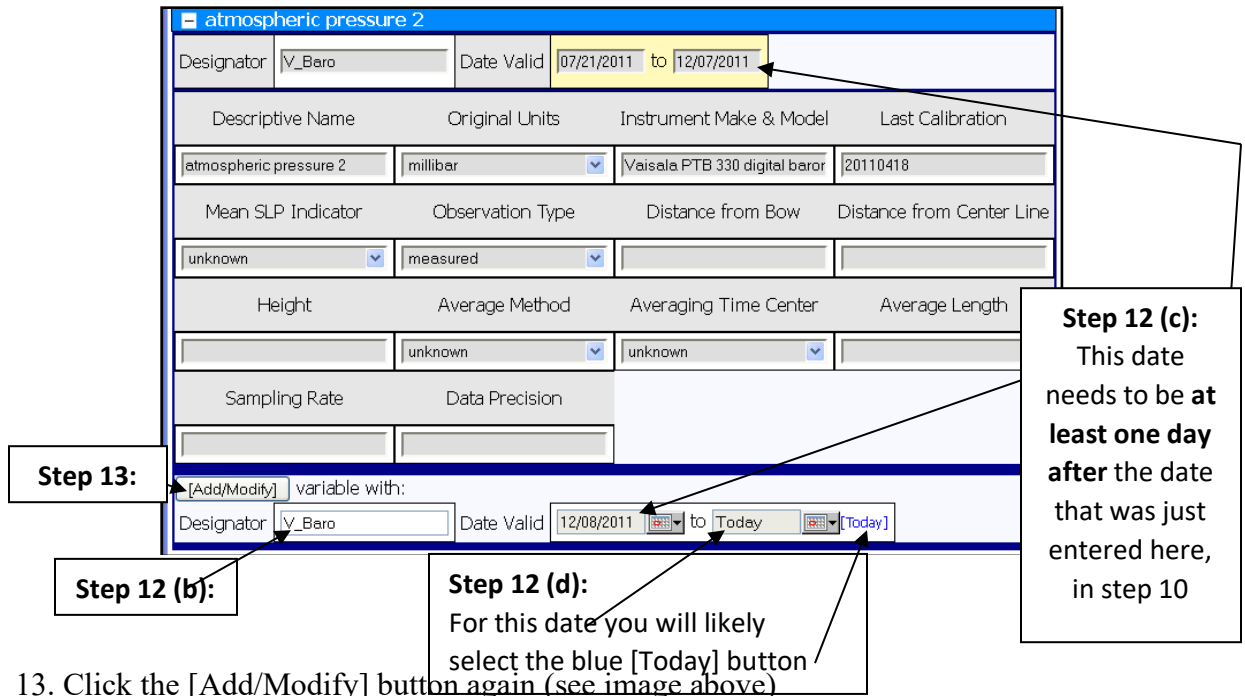 atmospheric pressure 2
Designator V_Baro Date Valid 07/21/2011 to 12/07/2011
Descriptive Name Original Units Instrument Make & Model Last Calibration
atmospheric pressure 2 millibar Vaisala PTB 330 digital baror 20110418
Mean SLP Indicator Observation Type Distance from Bow Distance from Center Line
unknown measured
Height Average Method Averaging Time Center Average Length
unknown unknown
Sampling Rate Data Precision
[Add/Modify] variable with:
Designator V_Baro Date Valid 12/08/2011 to Today [Today]
Step 12 (c):
This date
needs to be at
least one day
after the date
that was just
entered here,
in step 10
Step 13:
Step 12 (b):
Step 12 (d):
For this date you will likely
select the blue [Today] button
13. Click the [Add/Modify] button again (see image above)